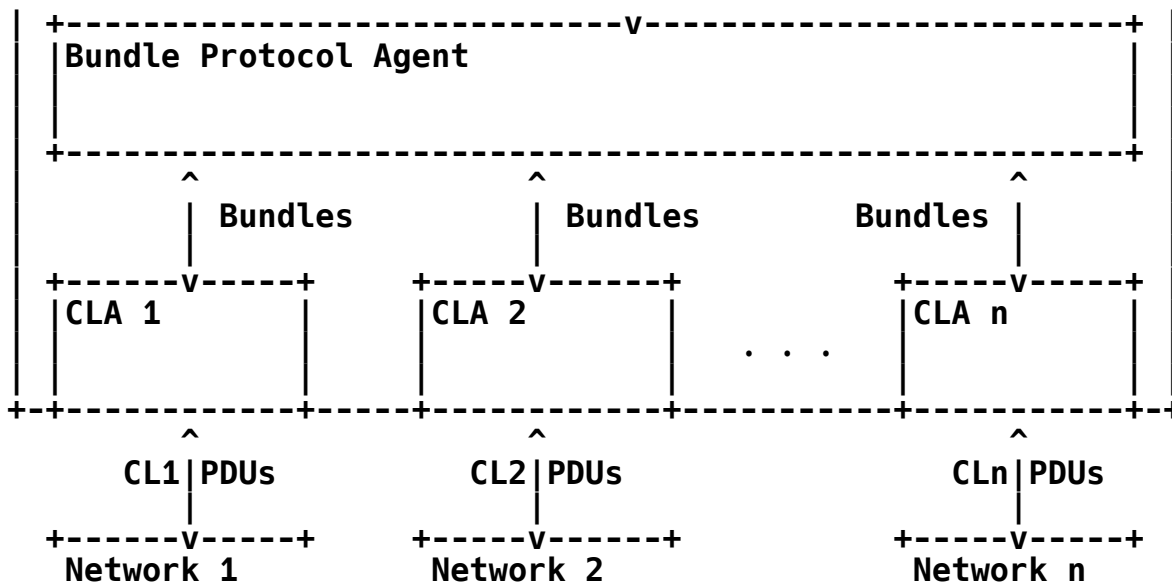 Bundle Protocol Agent
Bundles Bundles Bundles
CLA 1 CLA 2 CLA n
. . .
CL1 PDUs CL2 PDUs CLn PDUs
Network 1 Network 2 Network n